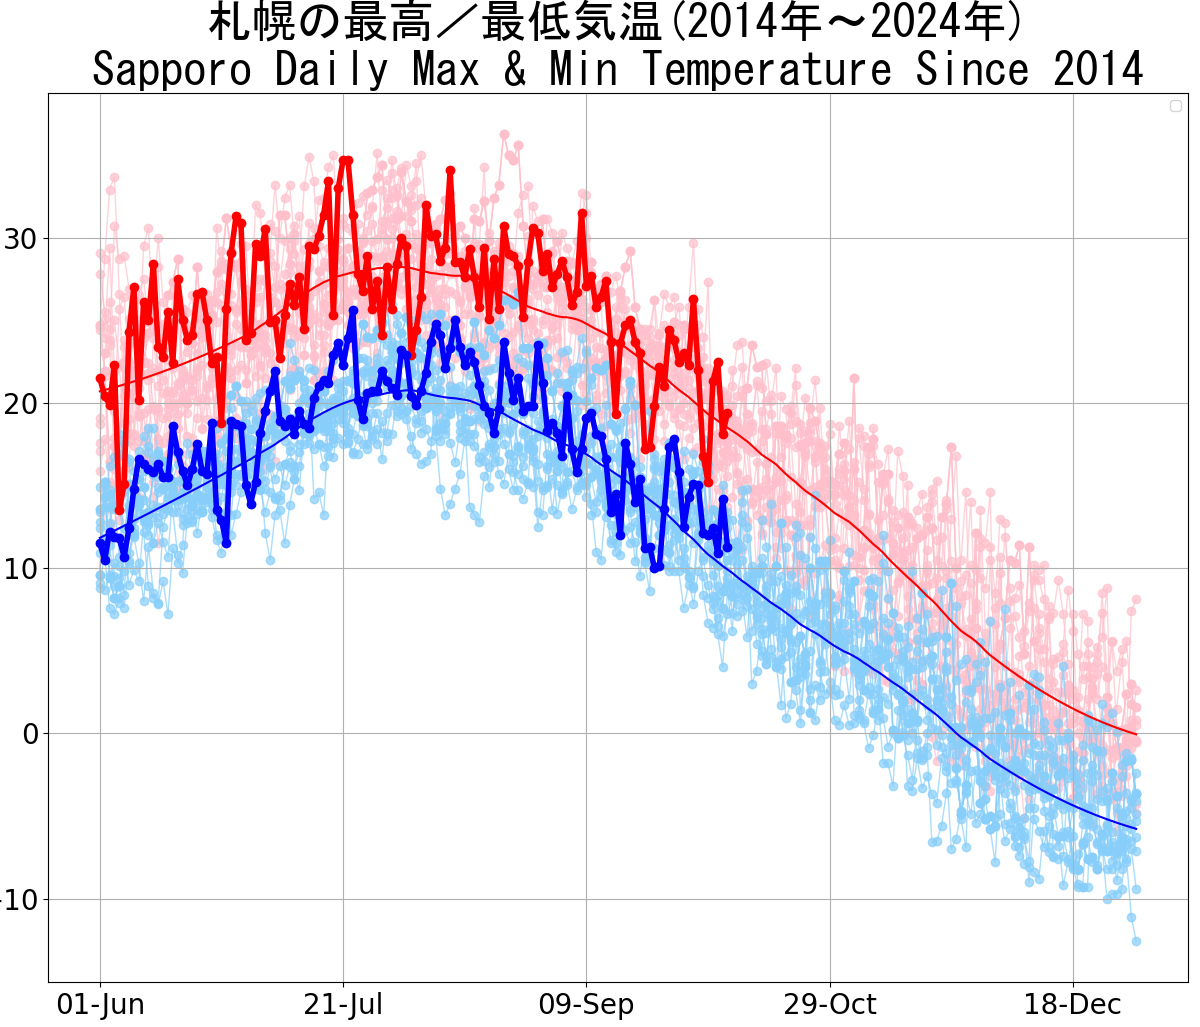 札幌の最高／最低気温(2014年～2024年)
Sapporo Daily Max & Min Temperature Since 2014
30
20
10
0
-10
01-Jun 21-Jul 09-Sep 29-Oct 18-Dec